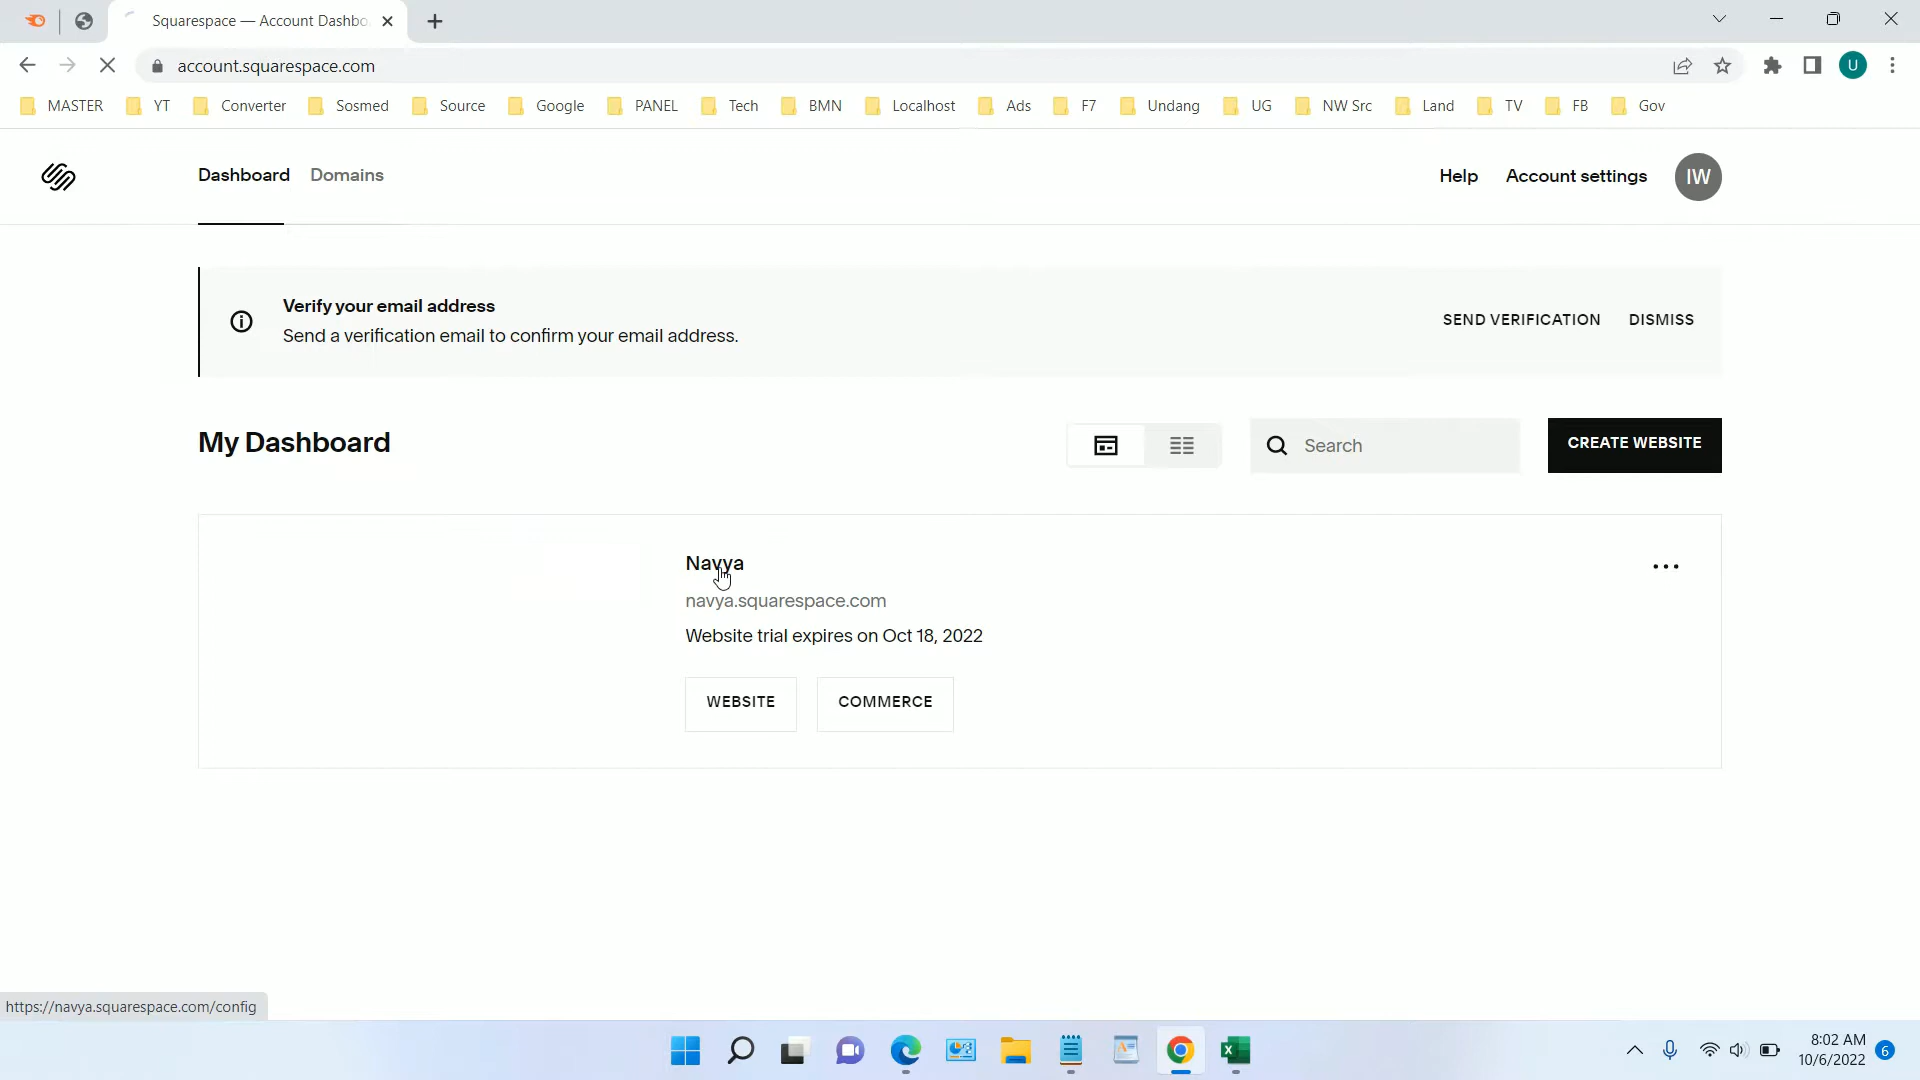 Squarespace — Account Dashbo
account.squarespace.com
U
MASTER YT Converter Sosmed Source Google PANEL Tech BMN Localhost Ads F7 Undang UG NW Src Land TV FB Gov
Dashboard Domains Help Account settings IW
Verify your email address
Send a verification email to confirm your email address.
SEND VERIFICATION DISMISS
My Dashboard
Search
CREATE WEBSITE
Navya
navya.squarespace.com
Website trial expires on Oct 18, 2022
WEBSITE COMMERCE
https://navya.squarespace.com/config
8:02 AM
10/6/2022
6